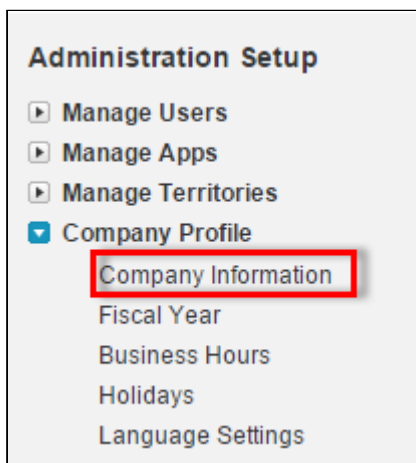 Administration Setup
Manage Users
Manage Apps
Manage Territories
Company Profile
Company Information
Fiscal Year
Business Hours
Holidays
Language Settings